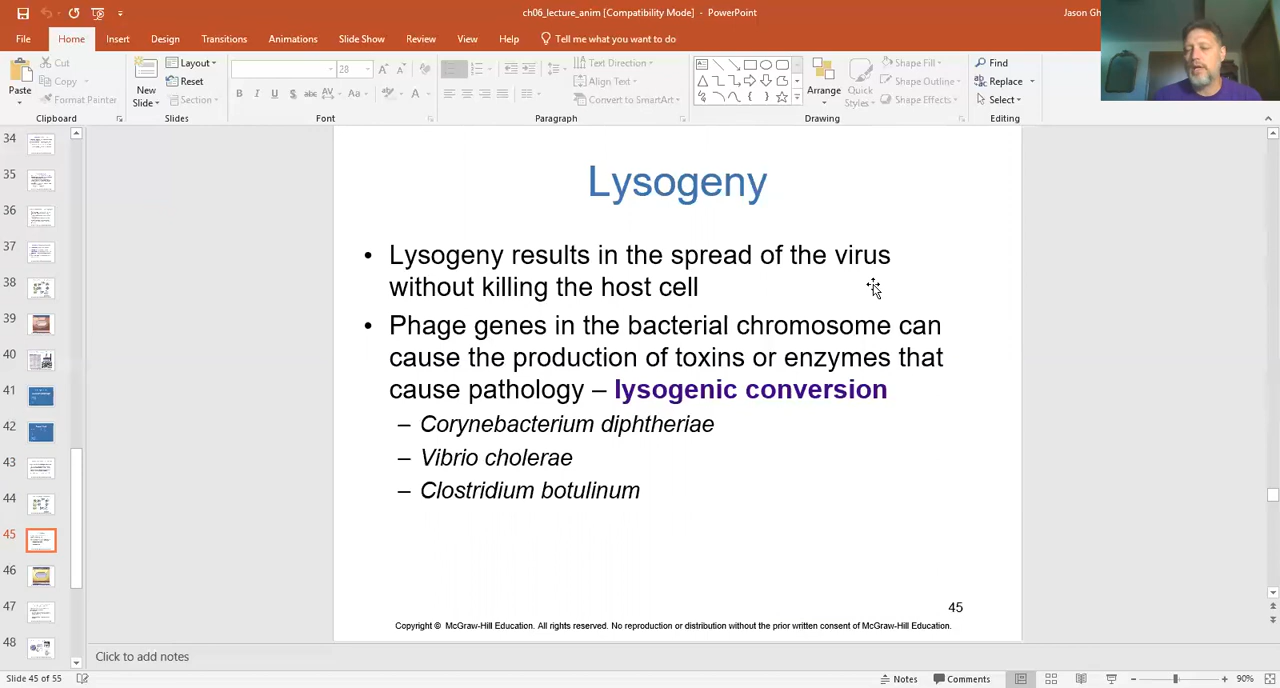 ch06_lecture_anim [Compatibility Mode] - PowerPoint
Jason Gh
File Home Insert Design Transitions Animations Slide Show Review View Help Tell me what you want to do
Paste
Cut
Copy
Format Painter
Clipboard
New
Slide
Layout
Reset
Section
Slides
28
B I U S abc AV Aa A
Font
Text Direction
Align Text
Convert to SmartArt
Paragraph
Arrange
Quick
Styles
Shape Fill
Shape Outline
Shape Effects
Drawing
Find
Replace
Select
Editing
34
35
36
37
38
39
40
41
42
43
44
45
46
47
48
Lysogeny
• Lysogeny results in the spread of the virus
without killing the host cell
• Phage genes in the bacterial chromosome can
cause the production of toxins or enzymes that
cause pathology – lysogenic conversion
– Corynebacterium diphtheriae
– Vibrio cholerae
– Clostridium botulinum
45
Copyright © McGraw-Hill Education. All rights reserved. No reproduction or distribution without the prior written consent of McGraw-Hill Education.
Click to add notes
Slide 45 of 55
Notes
Comments
90%